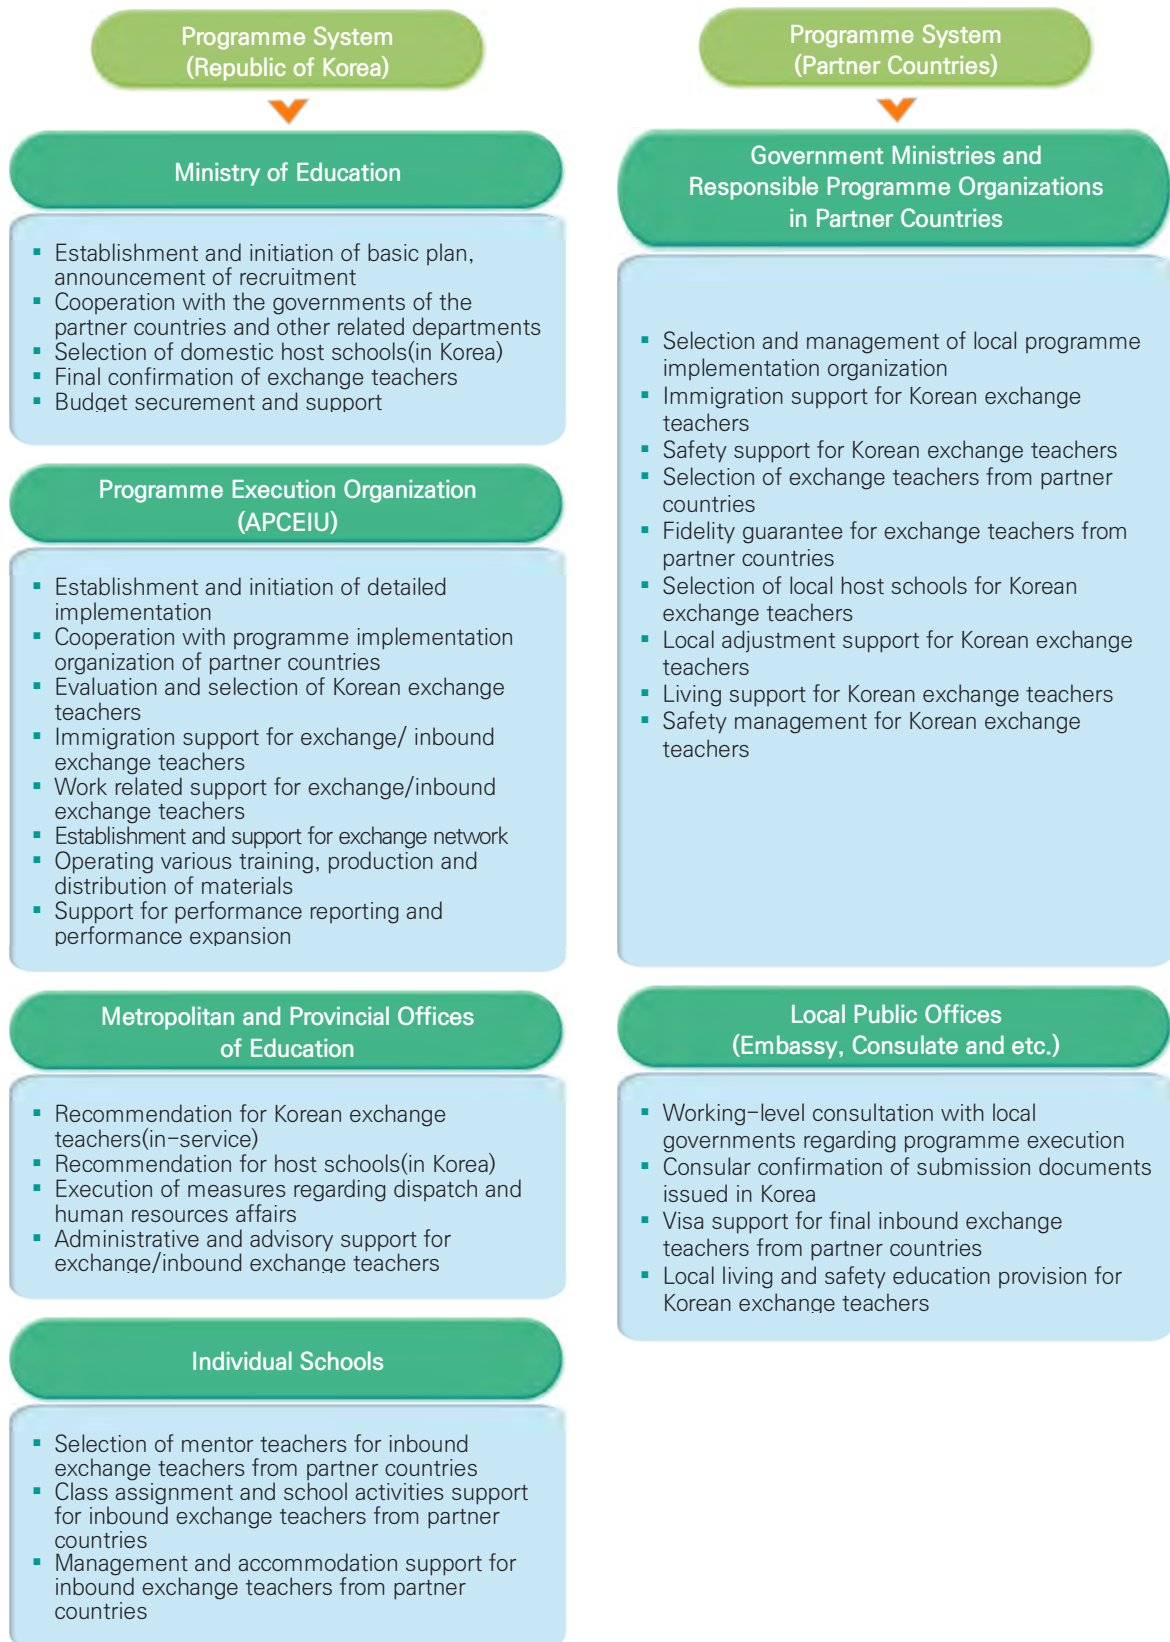 Programme System
(Republic of Korea)
Ministry of Education
▪ Establishment and initiation of basic plan,
announcement of recruitment
▪ Cooperation with the governments of the
partner countries and other related departments
▪ Selection of domestic host schools(in Korea)
▪ Final confirmation of exchange teachers
▪ Budget securement and support
Programme Execution Organization
(APCEIU)
▪ Establishment and initiation of detailed
implementation
▪ Cooperation with programme implementation
organization of partner countries
▪ Evaluation and selection of Korean exchange
teachers
▪ Immigration support for exchange/ inbound
exchange teachers
▪ Work related support for exchange/inbound
exchange teachers
▪ Establishment and support for exchange network
▪ Operating various training, production and
distribution of materials
▪ Support for performance reporting and
performance expansion
Metropolitan and Provincial Offices
of Education
▪ Recommendation for Korean exchange
teachers(in-service)
▪ Recommendation for host schools(in Korea)
▪ Execution of measures regarding dispatch and
human resources affairs
▪ Administrative and advisory support for
exchange/inbound exchange teachers
Individual Schools
▪ Selection of mentor teachers for inbound
exchange teachers from partner countries
▪ Class assignment and school activities support
for inbound exchange teachers from partner
countries
▪ Management and accommodation support for
inbound exchange teachers from partner
countries
Programme System
(Partner Countries)
Government Ministries and
Responsible Programme Organizations
in Partner Countries
▪ Selection and management of local programme
implementation organization
▪ Immigration support for Korean exchange
teachers
▪ Safety support for Korean exchange teachers
▪ Selection of exchange teachers from partner
countries
▪ Fidelity guarantee for exchange teachers from
partner countries
▪ Selection of local host schools for Korean
exchange teachers
▪ Local adjustment support for Korean exchange
teachers
▪ Living support for Korean exchange teachers
▪ Safety management for Korean exchange
teachers
Local Public Offices
(Embassy, Consulate and etc.)
▪ Working-level consultation with local
governments regarding programme execution
▪ Consular confirmation of submission documents
issued in Korea
▪ Visa support for final inbound exchange
teachers from partner countries
▪ Local living and safety education provision for
Korean exchange teachers